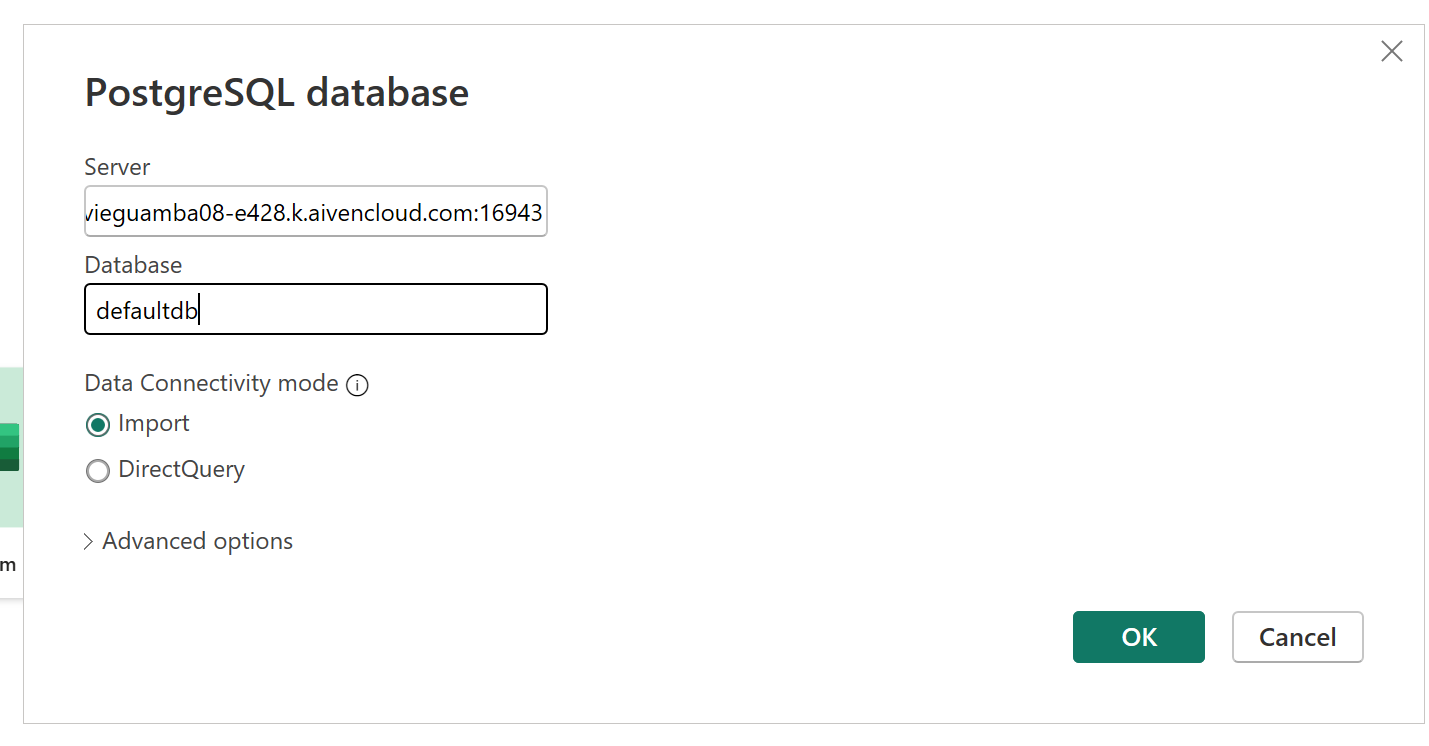 PostgreSQL database
Server
vieguamba08-e428.k.aivencloud.com:16943
Database
defaultdb
Data Connectivity mode
Import
DirectQuery
Advanced options
m
OK
Cancel